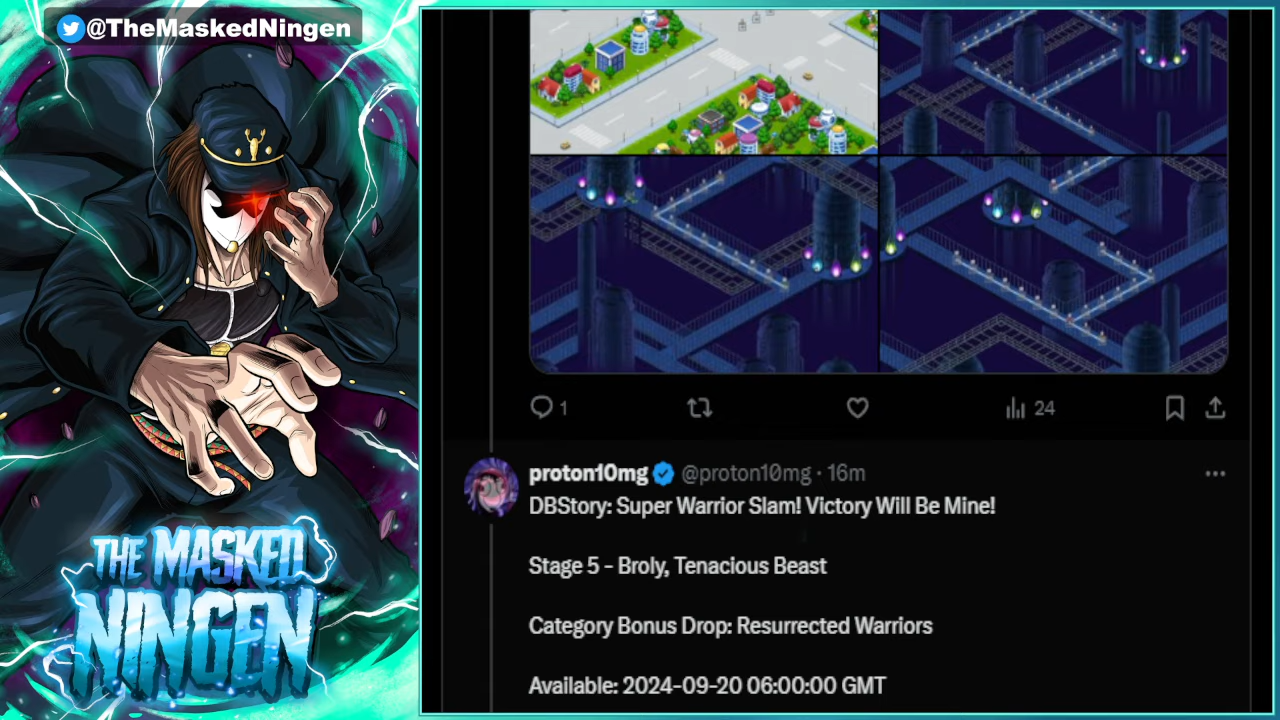 @TheMaskedNingen
THE MASKED
NINGEN
1
24
proton10mg @proton10mg · 16m
DBStory: Super Warrior Slam! Victory Will Be Mine!
Stage 5 - Broly, Tenacious Beast
Category Bonus Drop: Resurrected Warriors
Available: 2024-09-20 06:00:00 GMT